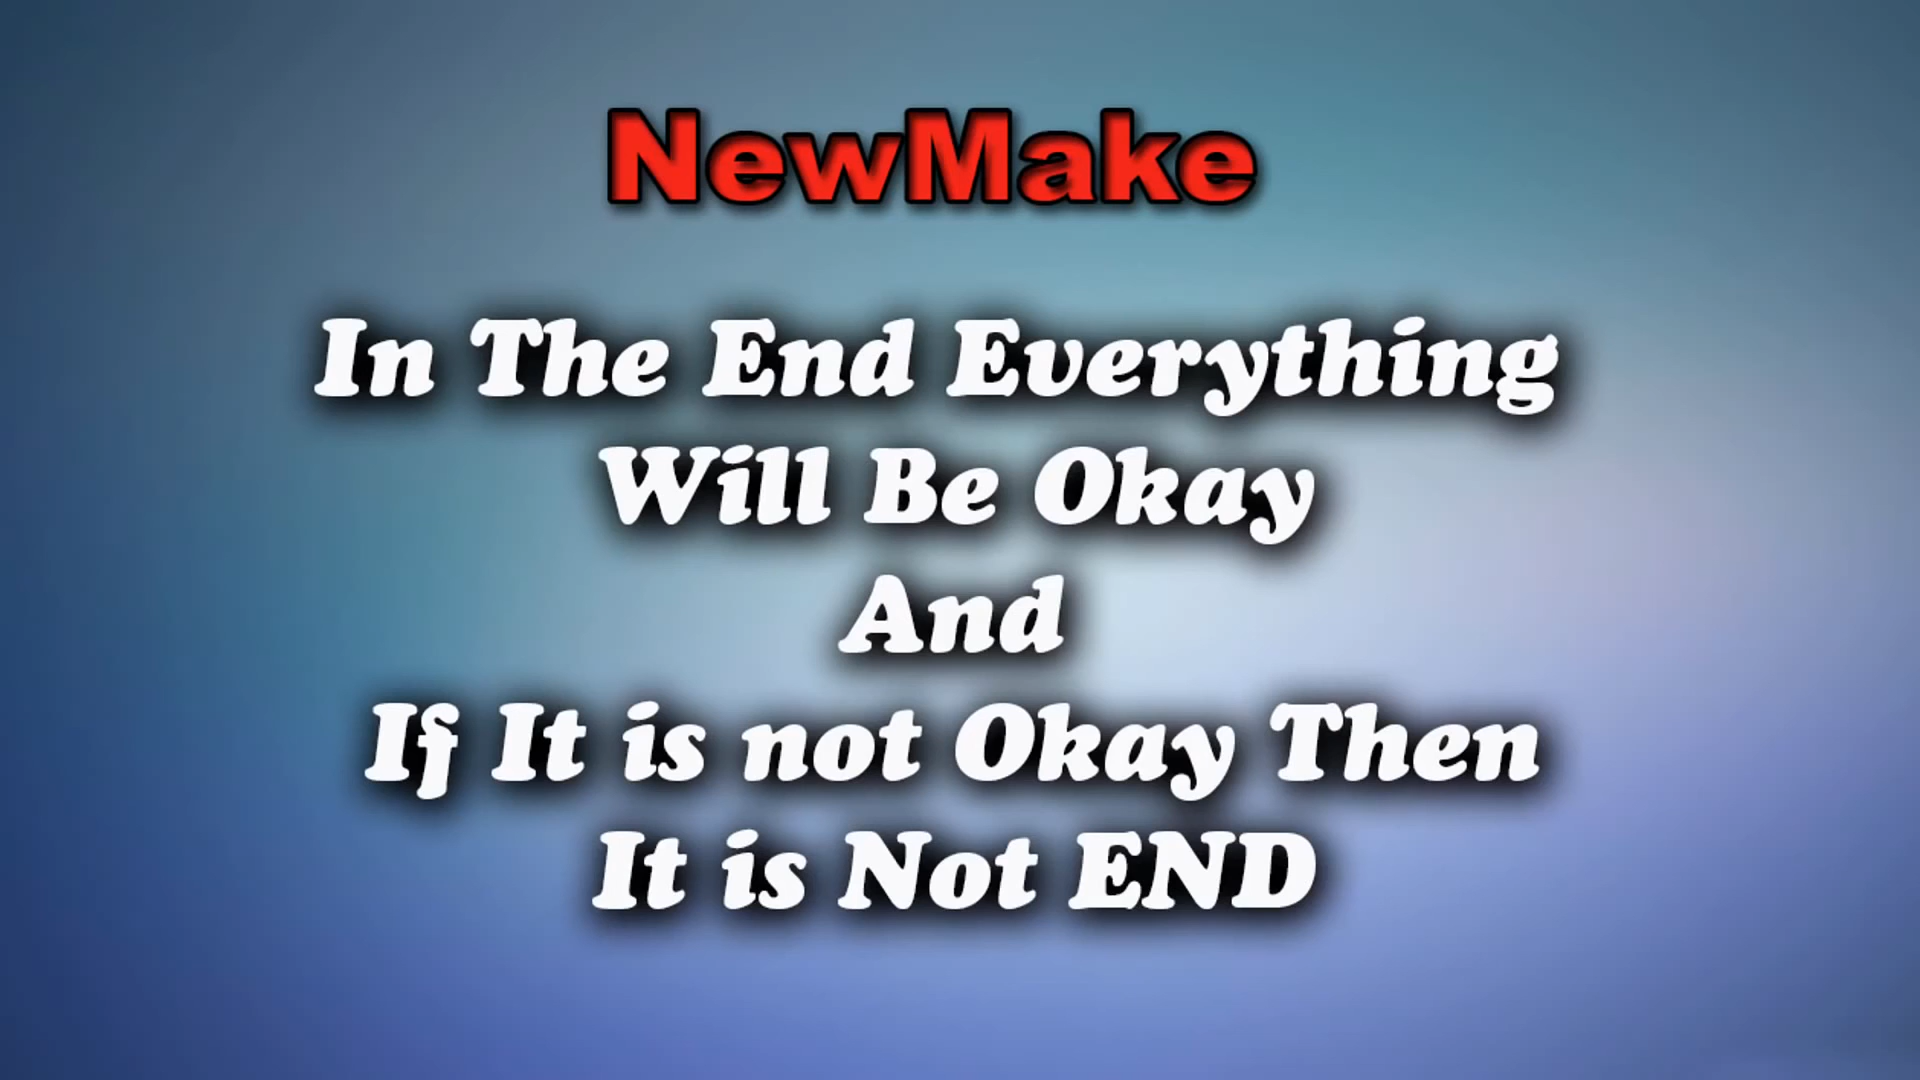 NewMake
In The End Everything
Will Be Okay
And
If It is not Okay Then
It is Not END